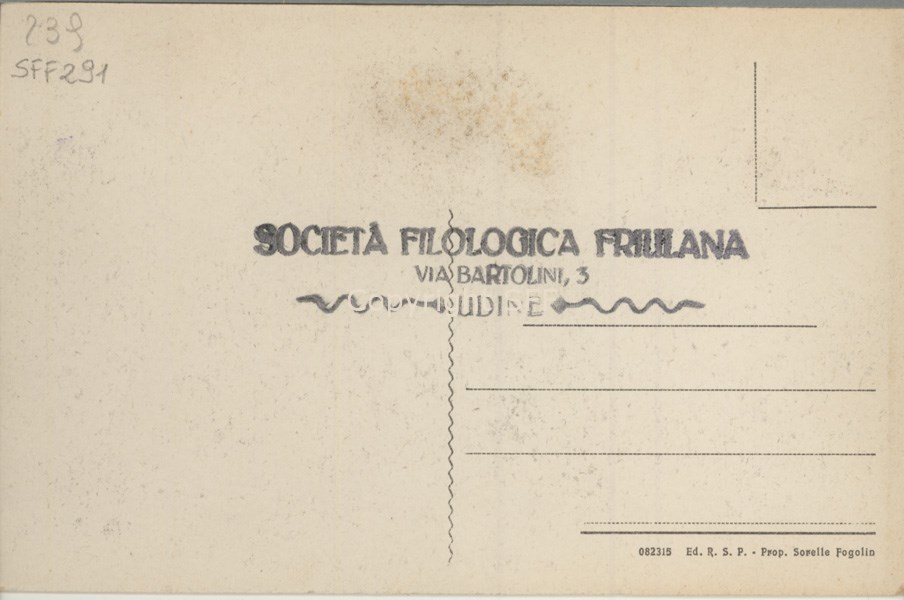 239
SFF291
SOCIETÀ FILOLOGICA FRIULANA
VIA BARTOLINI, 3
UDINE
082315 Ed. R. S. P. - Prop. Sorelle Fogolin